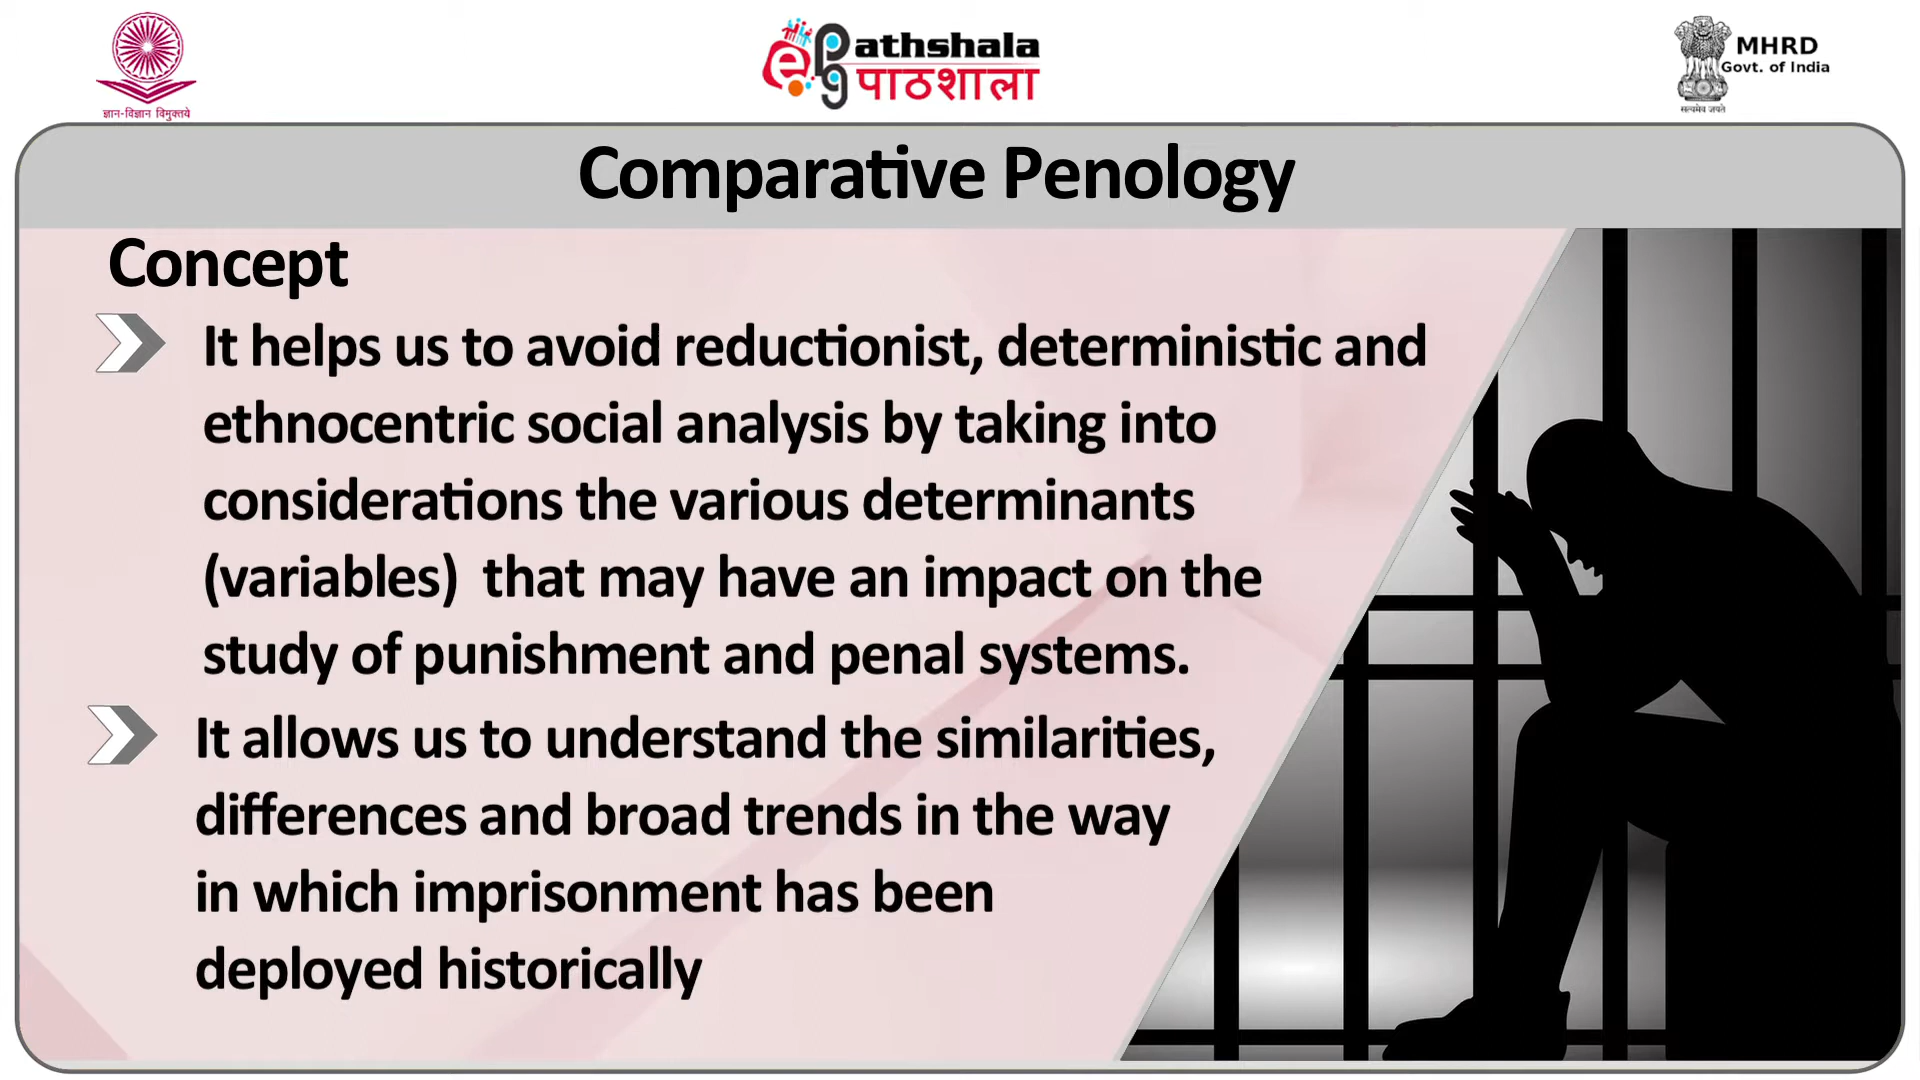 ज्ञान-विज्ञान विमुक्तये
e pg Pathshala
पाठशाला
MHRD
Govt. of India
सत्यमेव जयते
Comparative Penology
Concept
It helps us to avoid reductionist, deterministic and
ethnocentric social analysis by taking into
considerations the various determinants
(variables)  that may have an impact on the
study of punishment and penal systems.
It allows us to understand the similarities,
differences and broad trends in the way
in which imprisonment has been
deployed historically